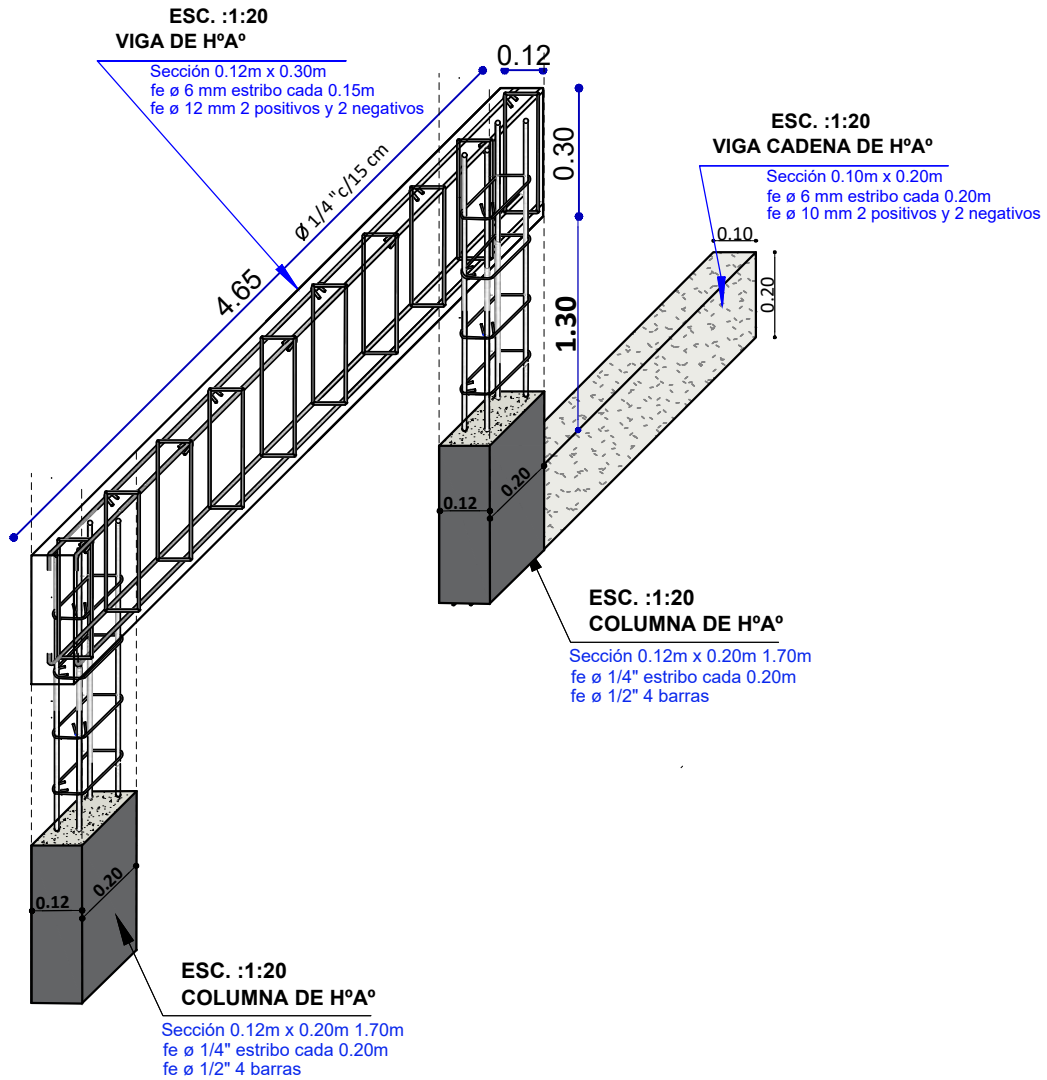 ESC. :1:20
VIGA DE HºAº
Sección 0.12m x 0.30m
fe ø 6 mm estribo cada 0.15m
fe ø 12 mm 2 positivos y 2 negativos
0.12
0.30
Ø 1/4 "c/15 cm
4.65
1.30
ESC. :1:20
VIGA CADENA DE HºAº
Sección 0.10m x 0.20m
fe ø 6 mm estribo cada 0.20m
fe ø 10 mm 2 positivos y 2 negativos
0.10
0.20
0.12
0.20
ESC. :1:20
COLUMNA DE HºAº
Sección 0.12m x 0.20m 1.70m
fe ø 1/4" estribo cada 0.20m
fe ø 1/2" 4 barras
0.12
0.20
ESC. :1:20
COLUMNA DE HºAº
Sección 0.12m x 0.20m 1.70m
fe ø 1/4" estribo cada 0.20m
fe ø 1/2" 4 barras